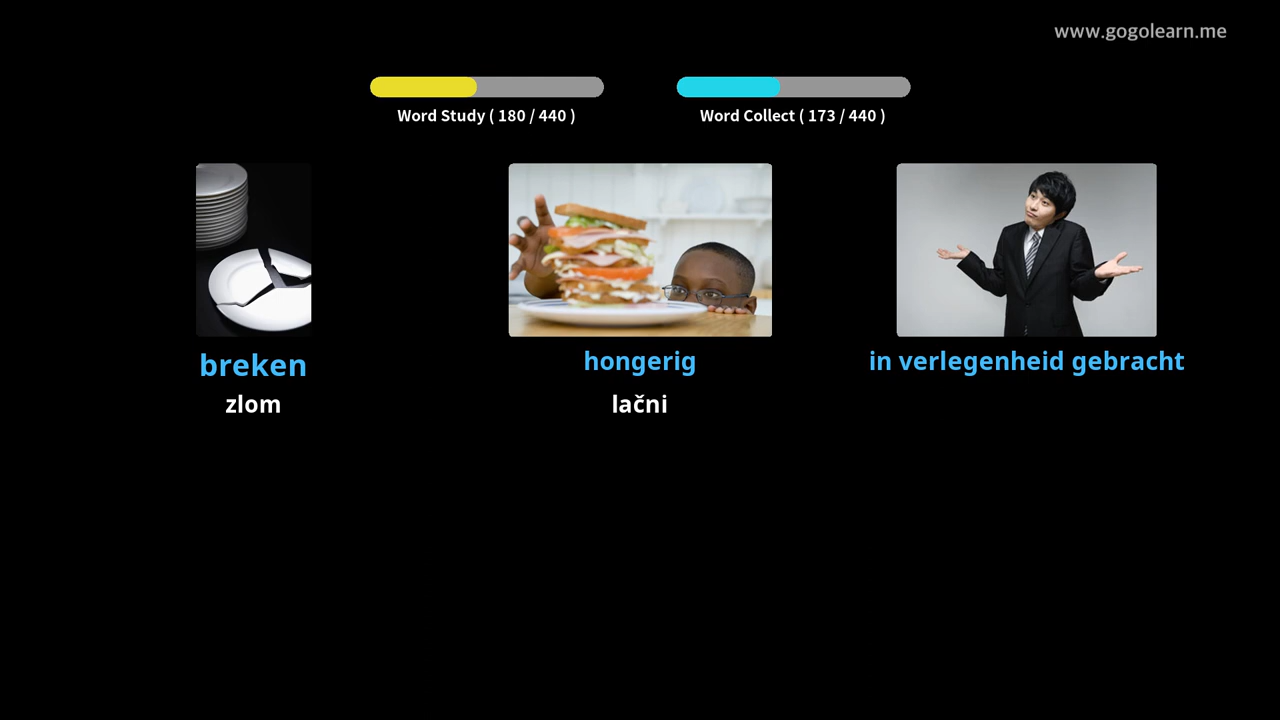 www.gogolearn.me
Word Study ( 180 / 440 )
Word Collect ( 173 / 440 )
breken
hongerig
in verlegenheid gebracht
zlom
lačni